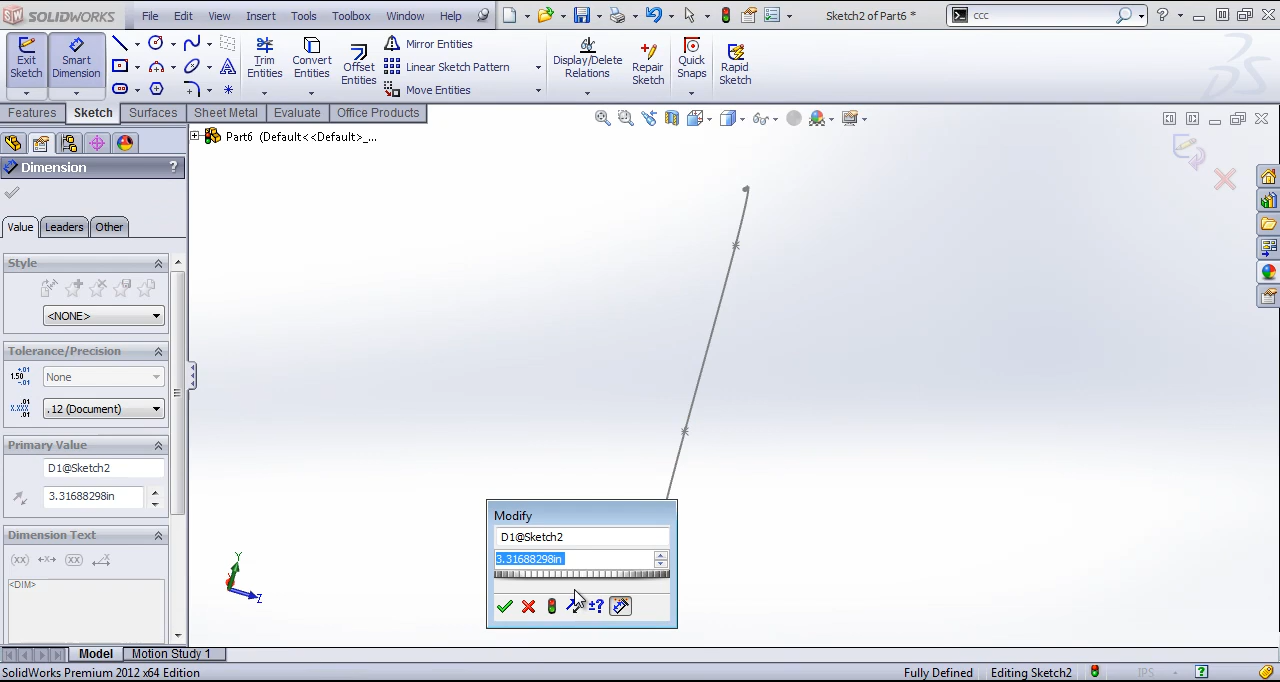 SOLIDWORKS File Edit View Insert Tools Toolbox Window Help Sketch2 of Part6 * ccc
Exit Sketch
Smart Dimension
Trim Entities
Convert Entities
Offset Entities
Mirror Entities
Linear Sketch Pattern
Move Entities
Display/Delete Relations
Repair Sketch
Quick Snaps
Rapid Sketch
Features Sketch Surfaces Sheet Metal Evaluate Office Products
Part6 (Default<<Default>_...
Dimension ?
Value Leaders Other
Style
<NONE>
Tolerance/Precision
None
.12 (Document)
Primary Value
D1@Sketch2
3.31688298in
Dimension Text
<DIM>
Modify
D1@Sketch2
3.31688298in
±?
Y
Z
Model Motion Study 1
SolidWorks Premium 2012 x64 Edition Fully Defined Editing Sketch2 IPS ?